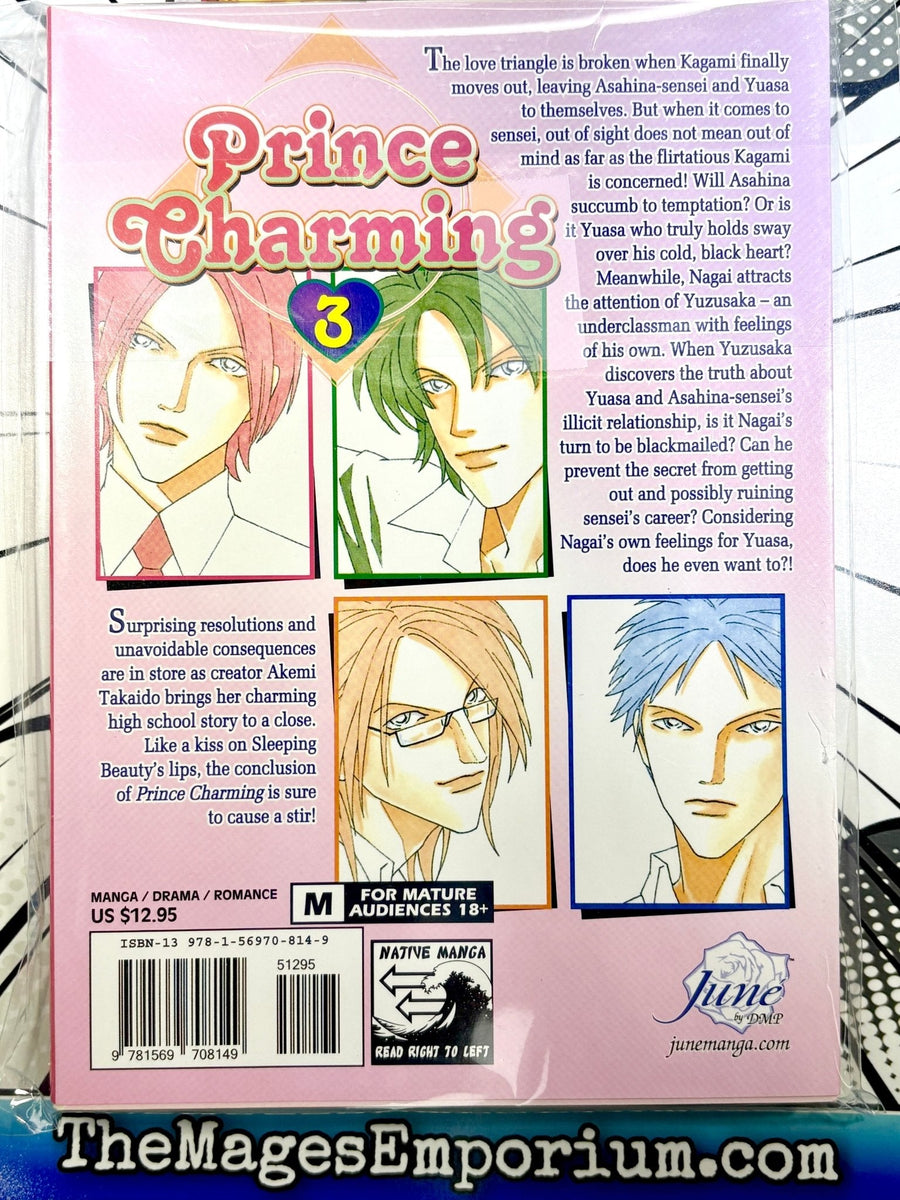 The love triangle is broken when Kagami finally
moves out, leaving Asahina-sensei and Yuasa
to themselves. But when it comes to
sensei, out of sight does not mean out of
mind as far as the flirtatious Kagami
is concerned! Will Asahina
succumb to temptation? Or is
it Yuasa who truly holds sway
over his cold, black heart?
Meanwhile, Nagai attracts
the attention of Yuzusaka – an
underclassman with feelings
of his own. When Yuzusaka
discovers the truth about
Yuasa and Asahina-sensei's
illicit relationship, is it Nagai's
turn to be blackmailed? Can he
prevent the secret from getting
out and possibly ruining
sensei's career? Considering
Nagai's own feelings for Yuasa,
does he even want to?!
Prince
Charming
3
Surprising resolutions and
unavoidable consequences
are in store as creator Akemi
Takaido brings her charming
high school story to a close.
Like a kiss on Sleeping
Beauty's lips, the conclusion
of Prince Charming is sure
to cause a stir!
MANGA / DRAMA / ROMANCE
US $12.95
M FOR MATURE
AUDIENCES 18+
ISBN-13 978-1-56970-814-9
51295
9 781569 708149
NATIVE MANGA
READ RIGHT TO LEFT
June
™
by DMP
junemanga.com
TheMagesEmporium.com